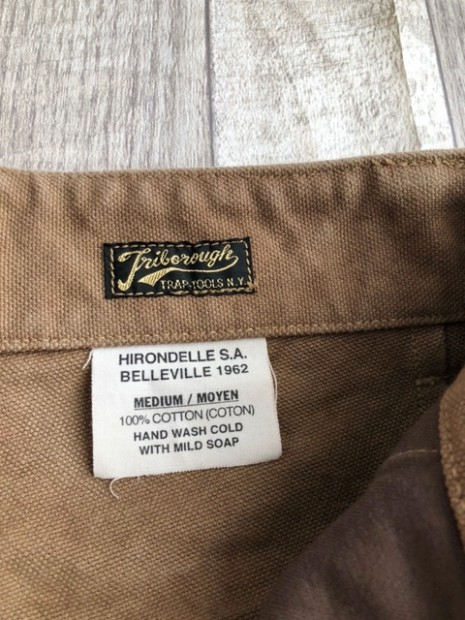 Triborough
TRAP-TOOLS N.Y.
HIRONDELLE S.A.
BELLEVILLE 1962
MEDIUM / MOYEN
100% COTTON (COTON)
HAND WASH COLD
WITH MILD SOAP